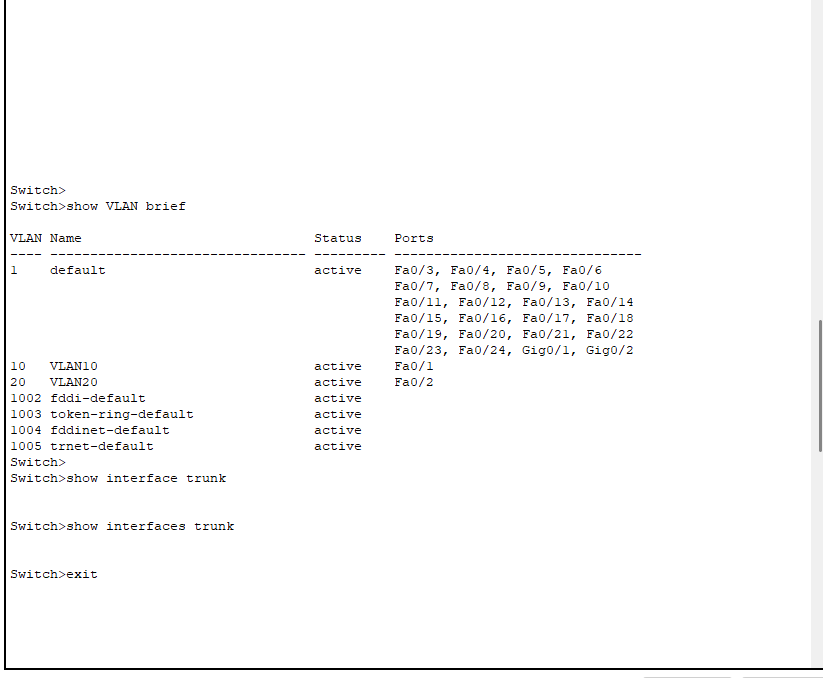 Switch>
Switch>show VLAN brief
VLAN Name                             Status    Ports
---- -------------------------------- --------- -------------------------------
1    default                          active    Fa0/3, Fa0/4, Fa0/5, Fa0/6
                                                Fa0/7, Fa0/8, Fa0/9, Fa0/10
                                                Fa0/11, Fa0/12, Fa0/13, Fa0/14
                                                Fa0/15, Fa0/16, Fa0/17, Fa0/18
                                                Fa0/19, Fa0/20, Fa0/21, Fa0/22
                                                Fa0/23, Fa0/24, Gig0/1, Gig0/2
10   VLAN10                           active    Fa0/1
20   VLAN20                           active    Fa0/2
1002 fddi-default                     active
1003 token-ring-default               active
1004 fddinet-default                  active
1005 trnet-default                    active
Switch>
Switch>show interface trunk
Switch>show interfaces trunk
Switch>exit